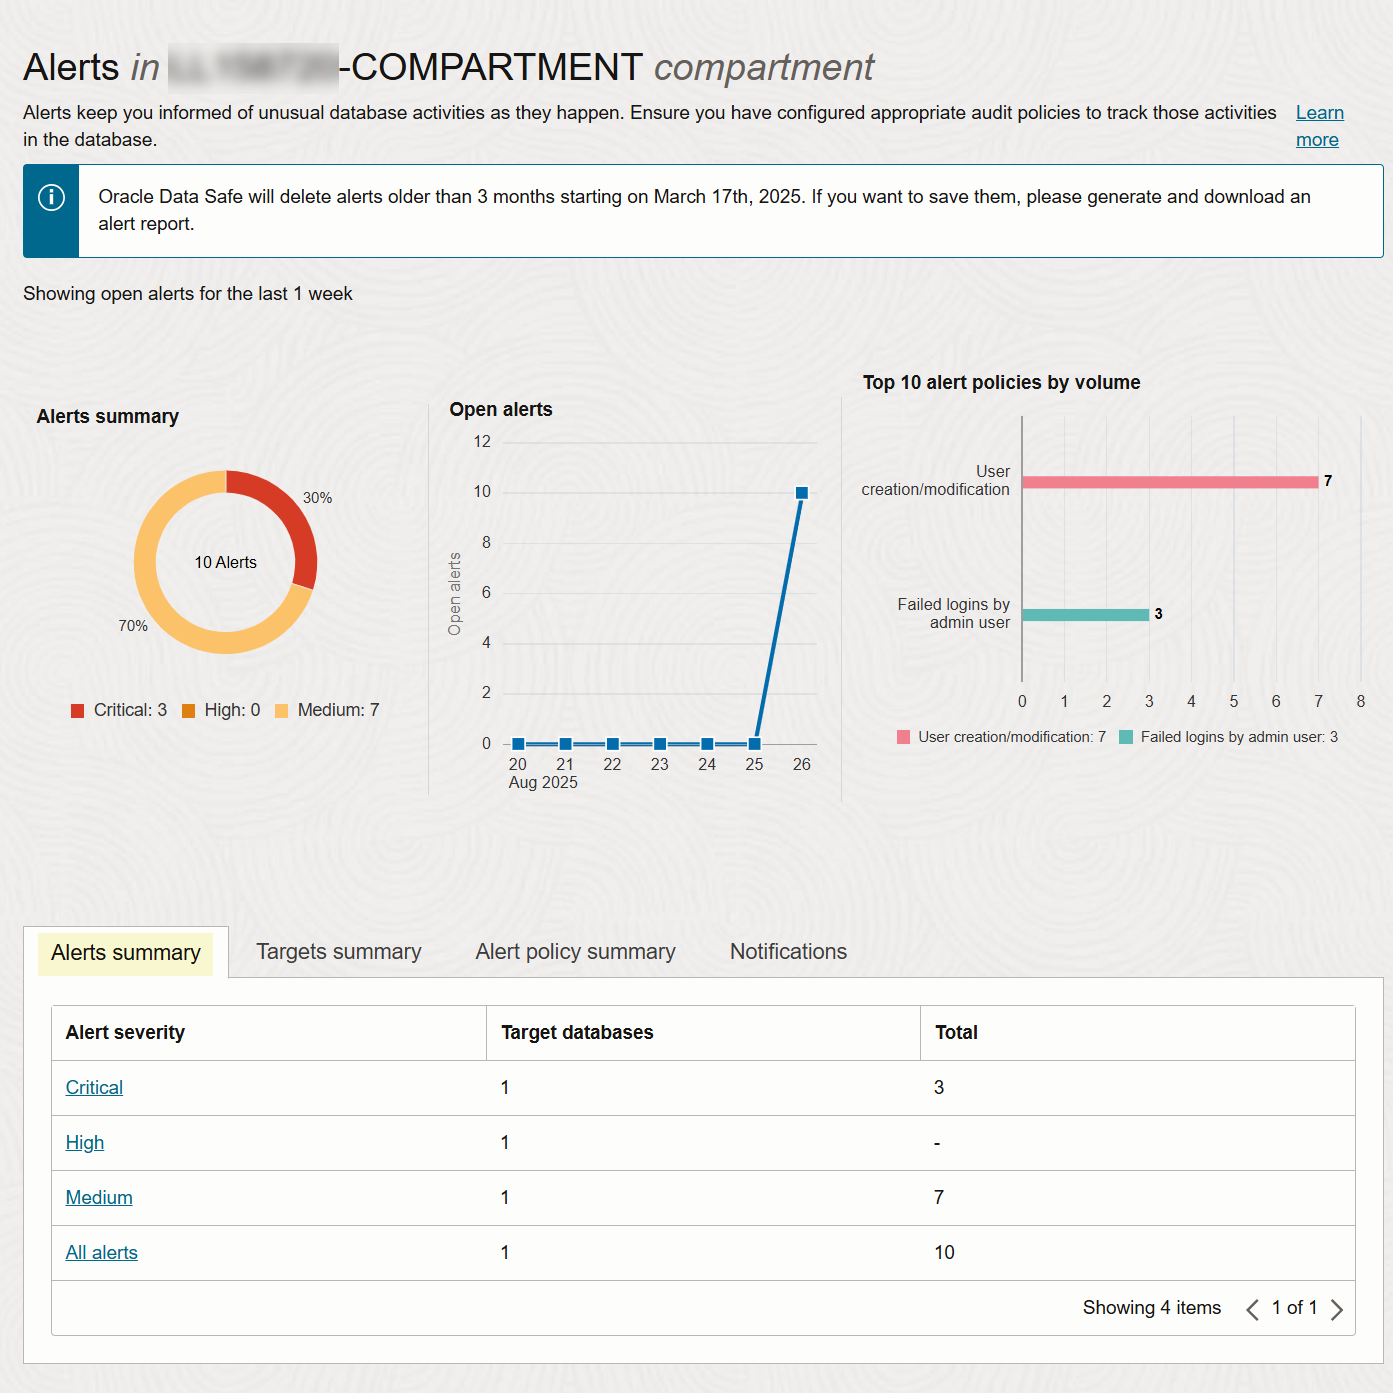 Alerts in -COMPARTMENT compartment
Alerts keep you informed of unusual database activities as they happen. Ensure you have configured appropriate audit policies to track those activities
in the database.
Learn
more
Oracle Data Safe will delete alerts older than 3 months starting on March 17th, 2025. If you want to save them, please generate and download an
alert report.
Showing open alerts for the last 1 week
Alerts summary
30%
10 Alerts
70%
Critical: 3 High: 0 Medium: 7
Open alerts
Open alerts
12
10
8
6
4
2
0
20 21 22 23 24 25 26
Aug 2025
Top 10 alert policies by volume
User
creation/modification
7
Failed logins by
admin user
3
0 1 2 3 4 5 6 7 8
User creation/modification: 7 Failed logins by admin user: 3
Alerts summary Targets summary Alert policy summary Notifications
Alert severity Target databases Total
Critical 1 3
High 1 -
Medium 1 7
All alerts 1 10
Showing 4 items 1 of 1